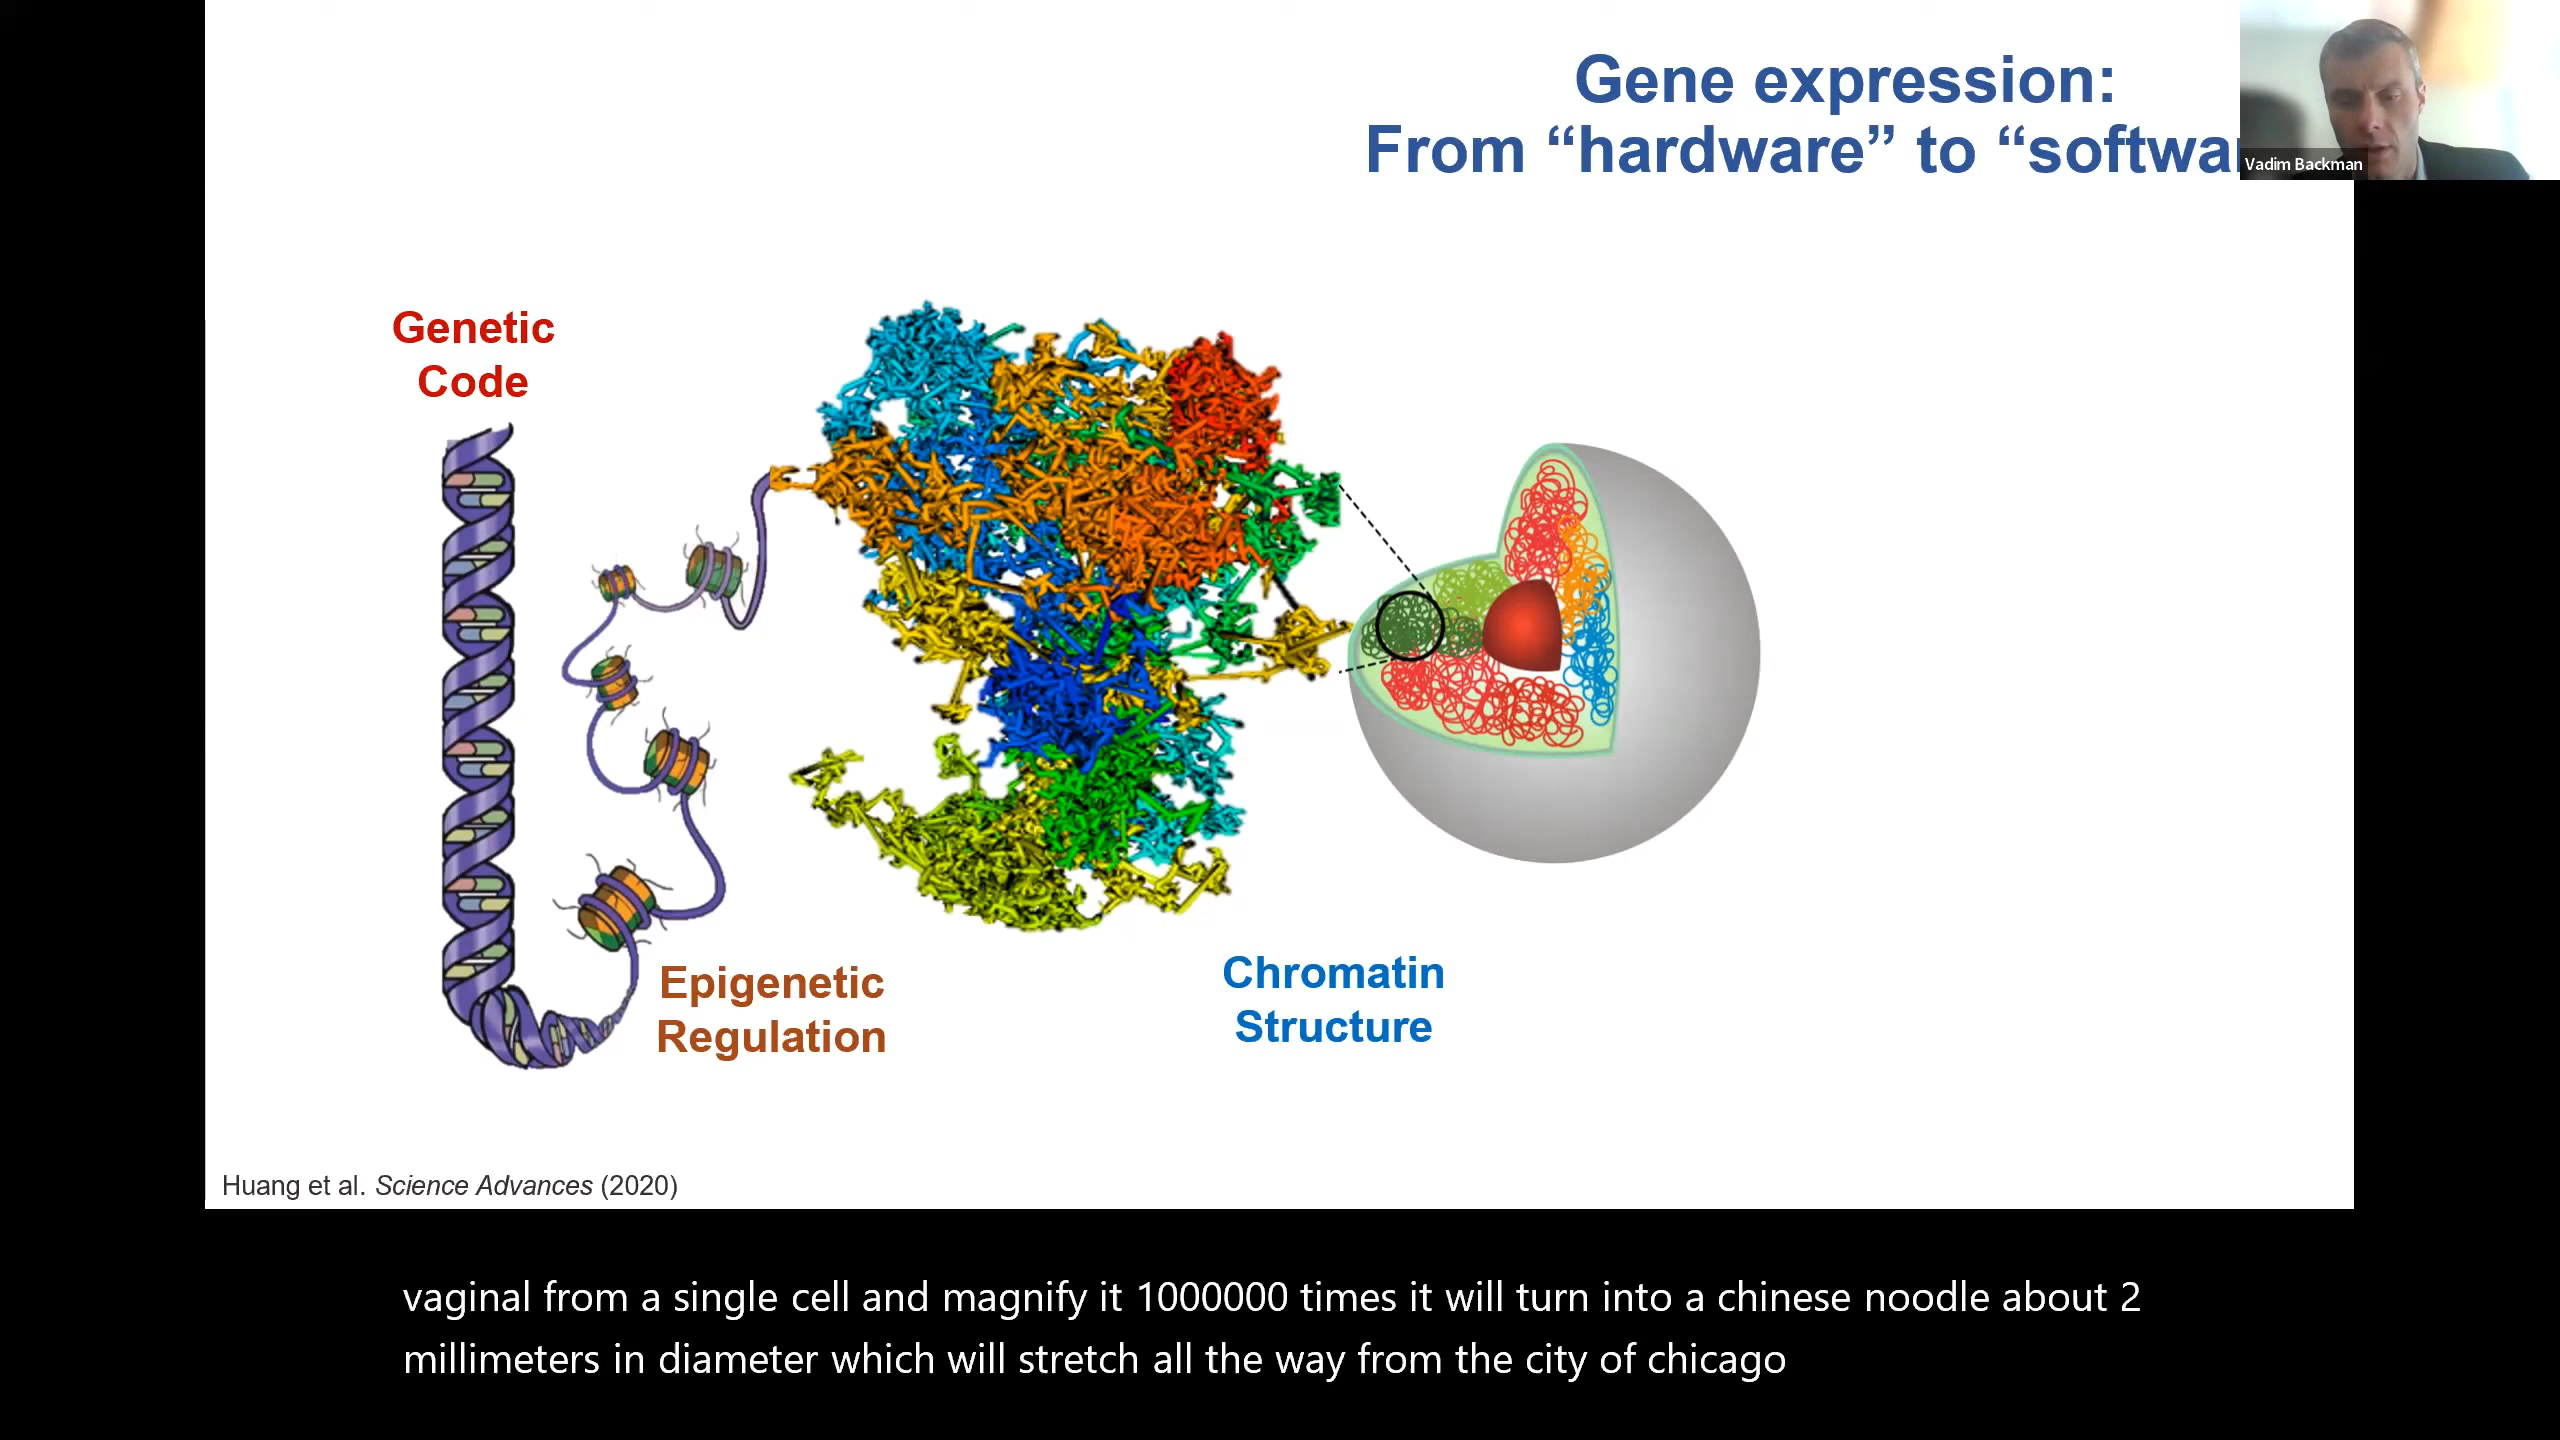 Gene expression:
From “hardware” to “softwar
Vadim Backman
Genetic
Code
Epigenetic
Regulation
Chromatin
Structure
Huang et al. Science Advances (2020)
vaginal from a single cell and magnify it 1000000 times it will turn into a chinese noodle about 2
millimeters in diameter which will stretch all the way from the city of chicago